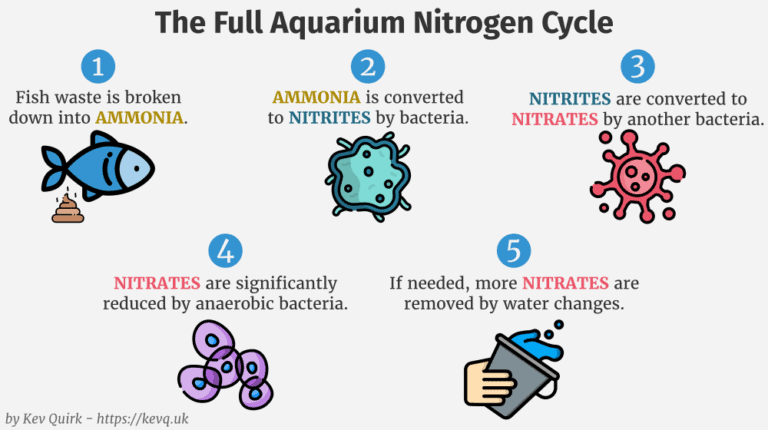 The Full Aquarium Nitrogen Cycle
1
Fish waste is broken
down into AMMONIA.
2
AMMONIA is converted
to NITRITES by bacteria.
3
NITRITES are converted to
NITRATES by another bacteria.
4
NITRATES are significantly
reduced by anaerobic bacteria.
5
If needed, more NITRATES are
removed by water changes.
by Kev Quirk - https://kevq.uk